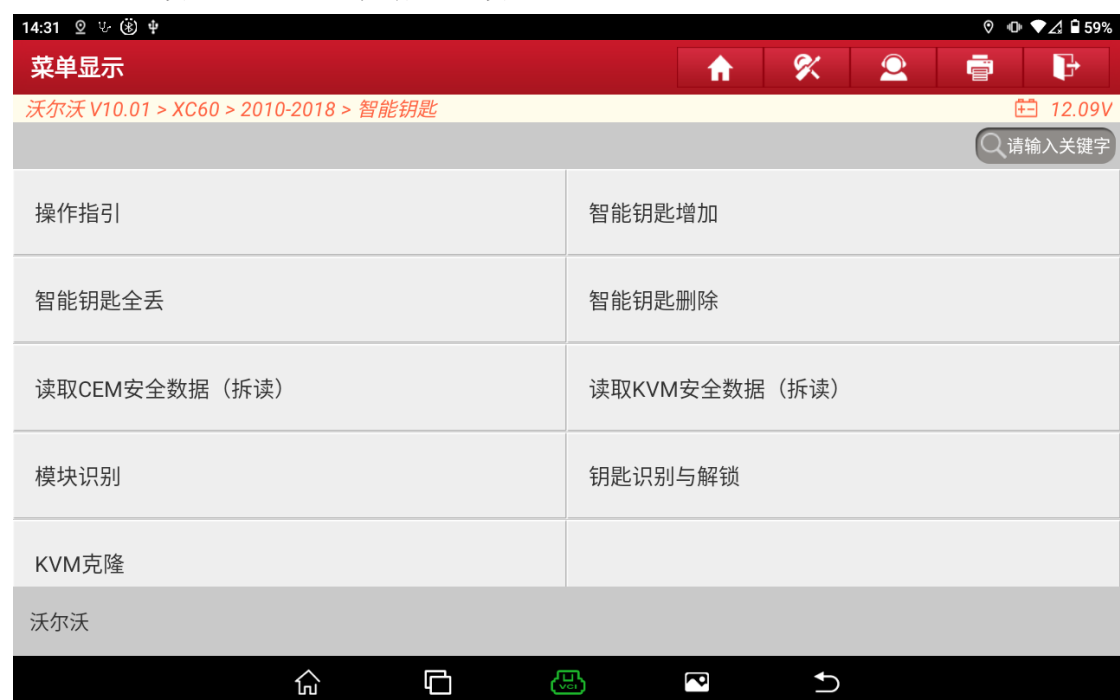 14:31
59%
菜单显示
沃尔沃 V10.01 > XC60 > 2010-2018 > 智能钥匙
12.09V
请输入关键字
操作指引
智能钥匙增加
智能钥匙全丢
智能钥匙删除
读取CEM安全数据（拆读）
读取KVM安全数据（拆读）
模块识别
钥匙识别与解锁
KVM克隆
沃尔沃
VCI